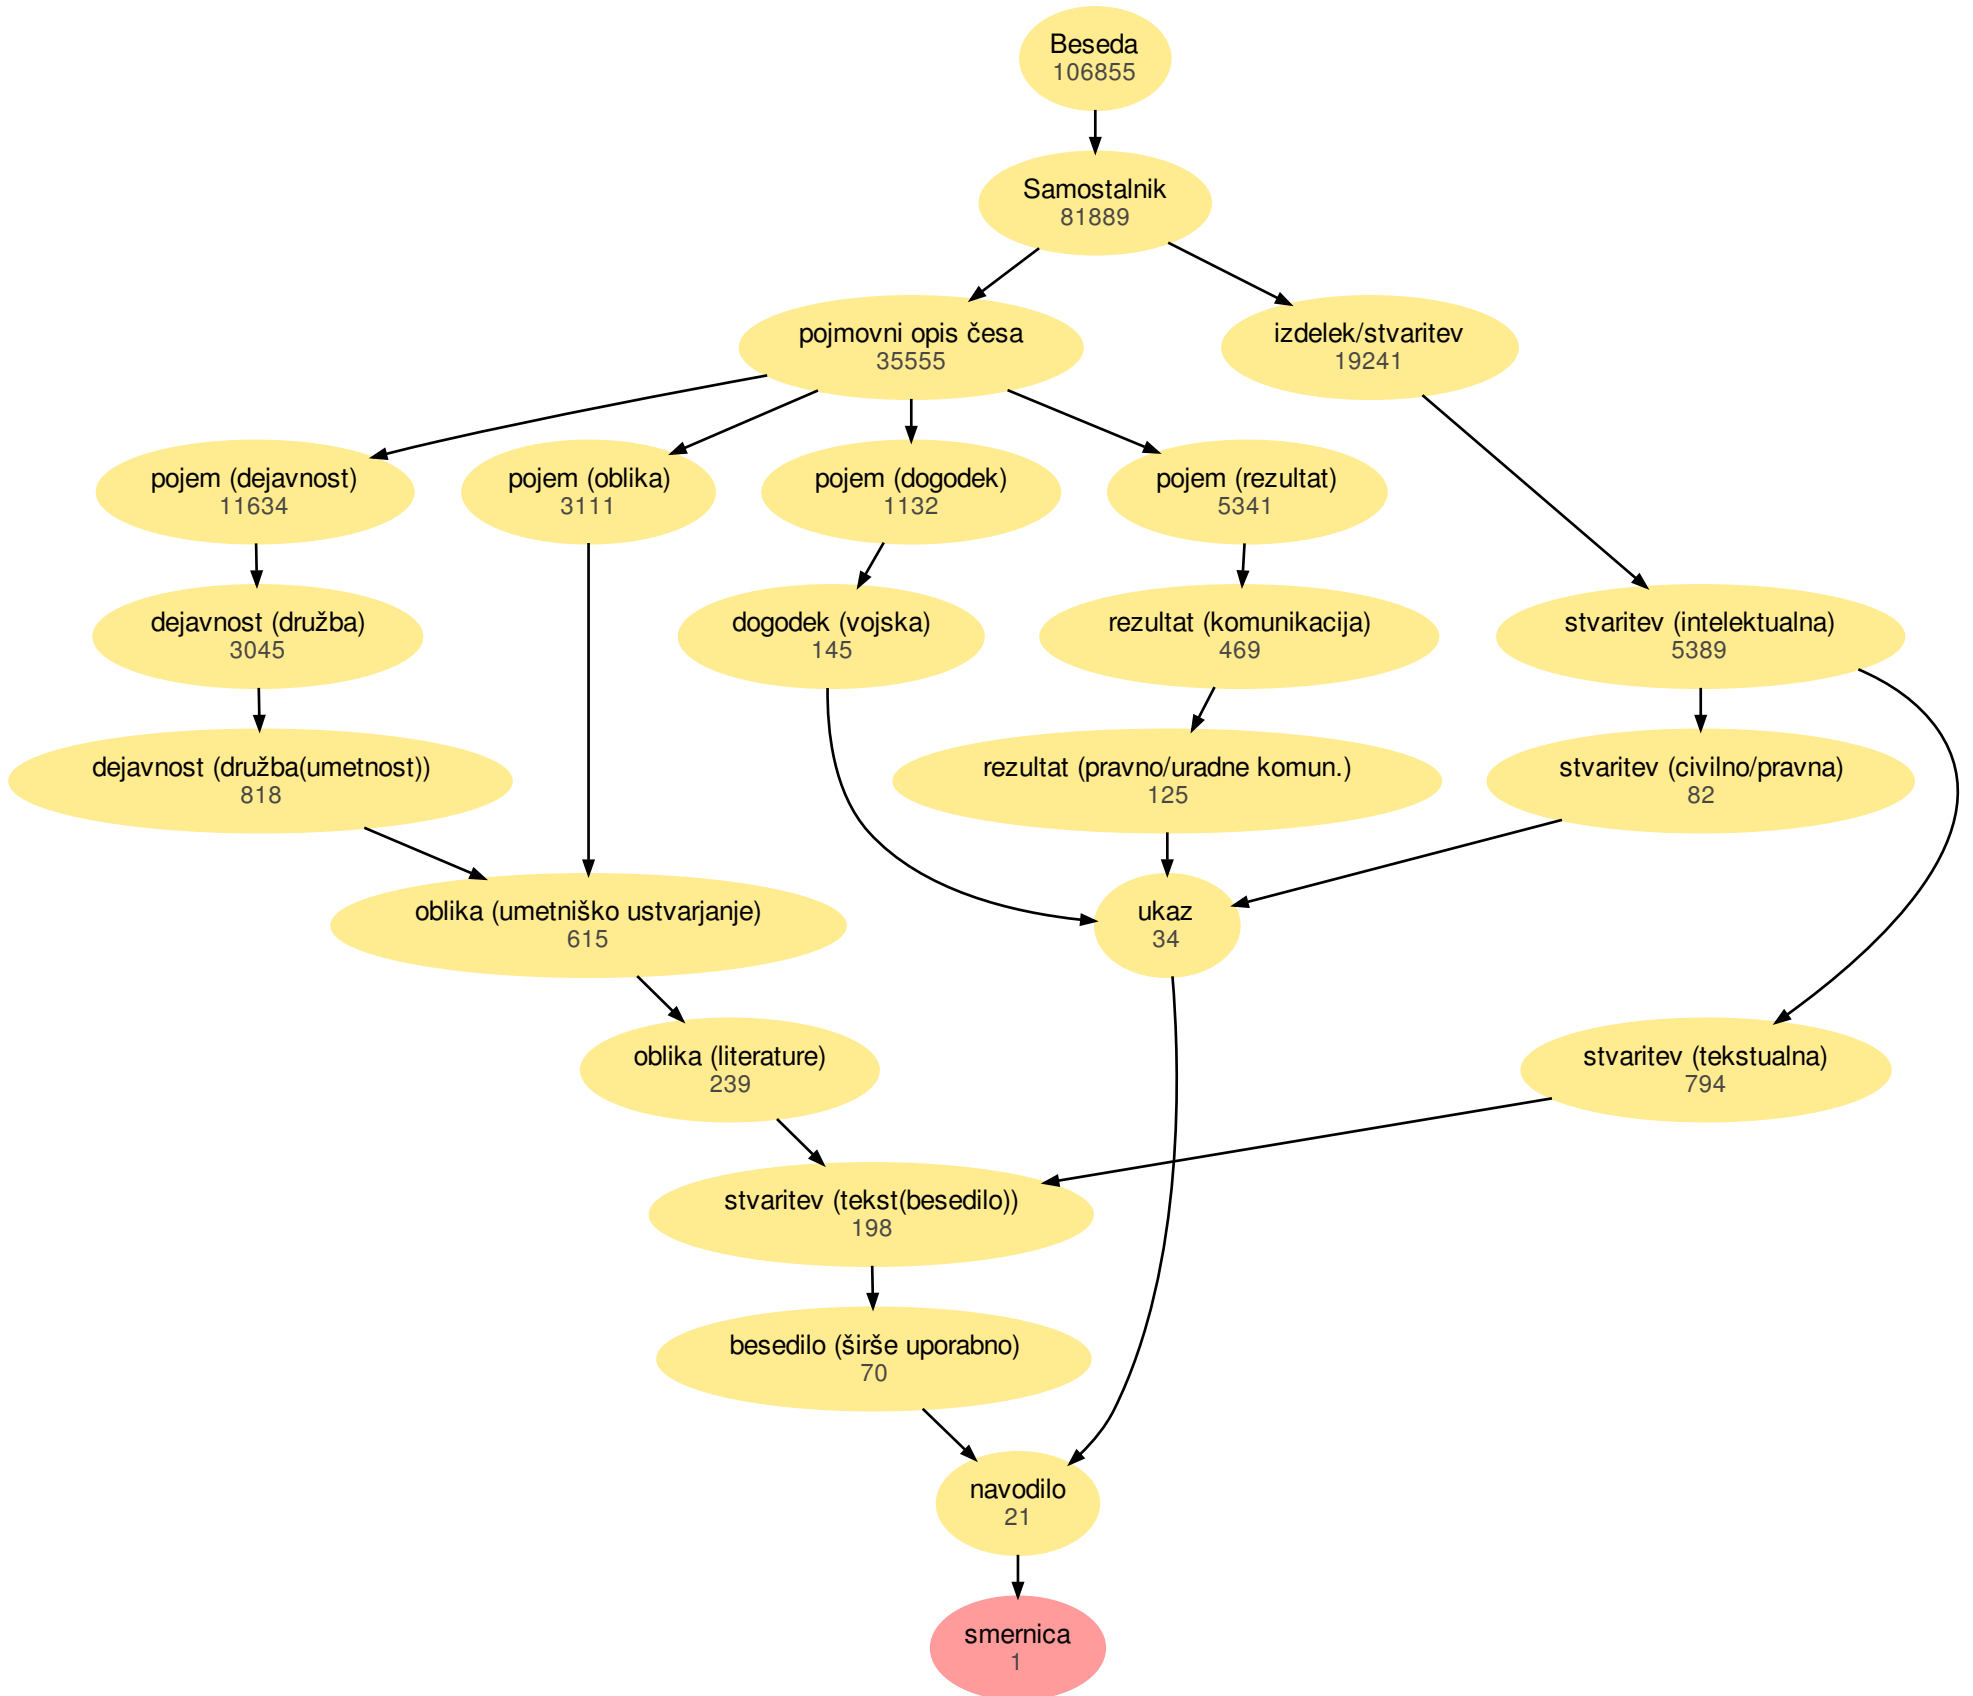 Beseda
106855
Samostalnik
81889
pojmovni opis česa
35555
izdelek/stvaritev
19241
pojem (dejavnost)
11634
pojem (oblika)
3111
pojem (dogodek)
1132
pojem (rezultat)
5341
dejavnost (družba)
3045
dogodek (vojska)
145
rezultat (komunikacija)
469
stvaritev (intelektualna)
5389
dejavnost (družba(umetnost))
818
rezultat (pravno/uradne komun.)
125
stvaritev (civilno/pravna)
82
oblika (umetniško ustvarjanje)
615
ukaz
34
oblika (literature)
239
stvaritev (tekstualna)
794
stvaritev (tekst(besedilo))
198
besedilo (širše uporabno)
70
navodilo
21
smernica
1